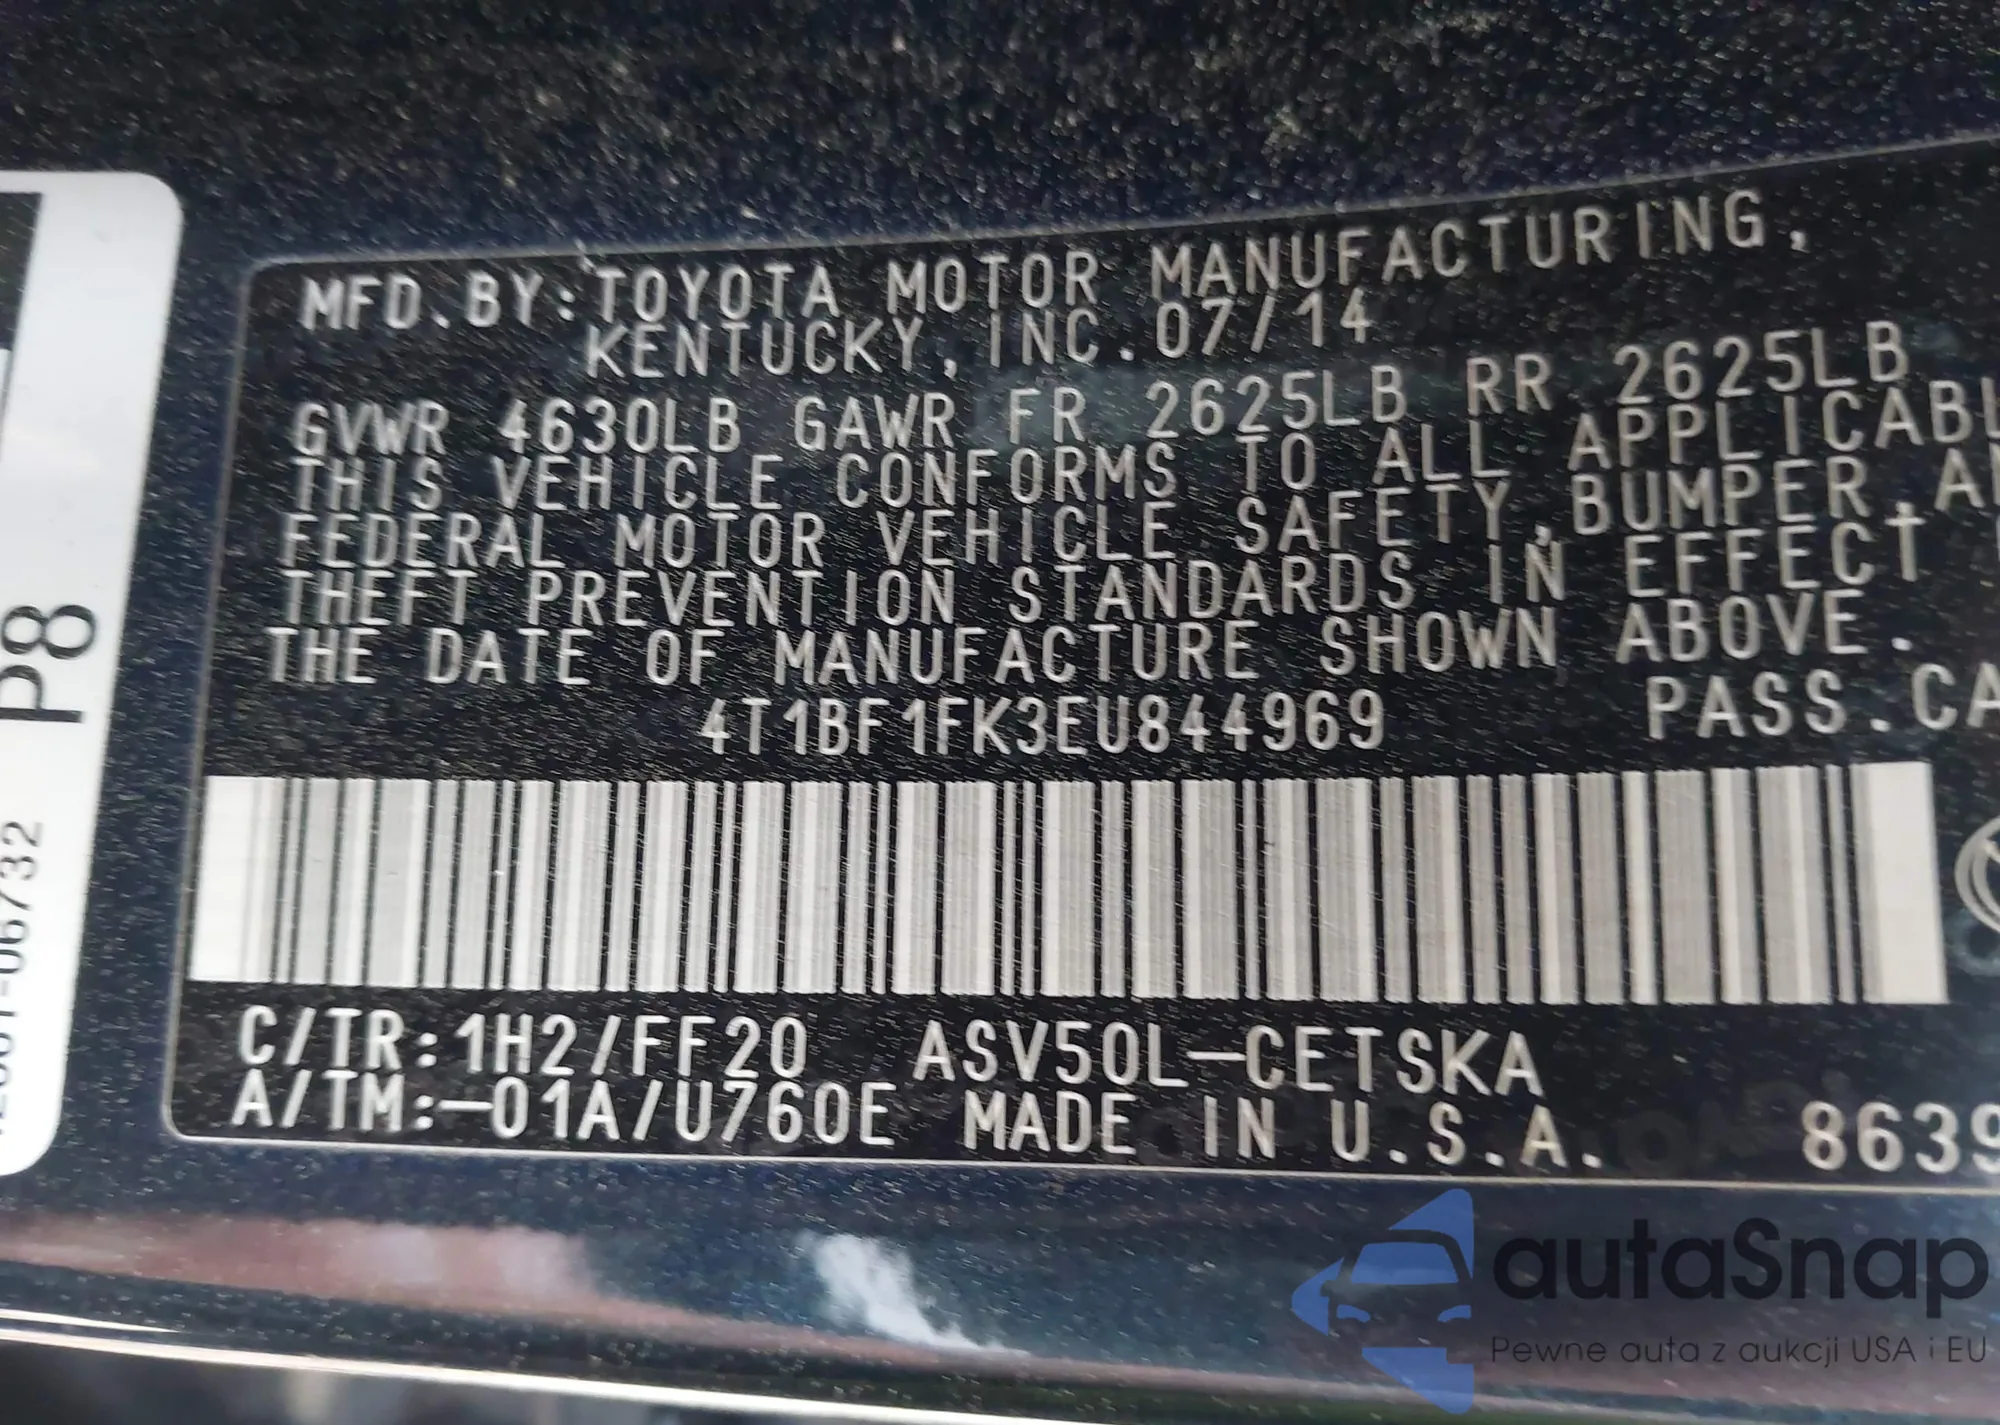 MFD.BY:TOYOTA MOTOR MANUFACTURING,
KENTUCKY, INC.07/14
GVWR 4630LB GAWR FR 2625LB RR 2625LB
THIS VEHICLE CONFORMS TO ALL APPLICABL
FEDERAL MOTOR VEHICLE SAFETY,BUMPER,AN
THEFT PREVENTION STANDARDS IN EFFECT
THE DATE OF MANUFACTURE SHOWN ABOVE.
4T1BF1FK3EU844969 PASS.CA
C/TR:1H2/FF20 ASV50L-CETSKA
A/TM:-01A/U760E MADE IN U.S.A. 8639
P8
06732
autaSnap
Pewne auta z aukcji USA i EU